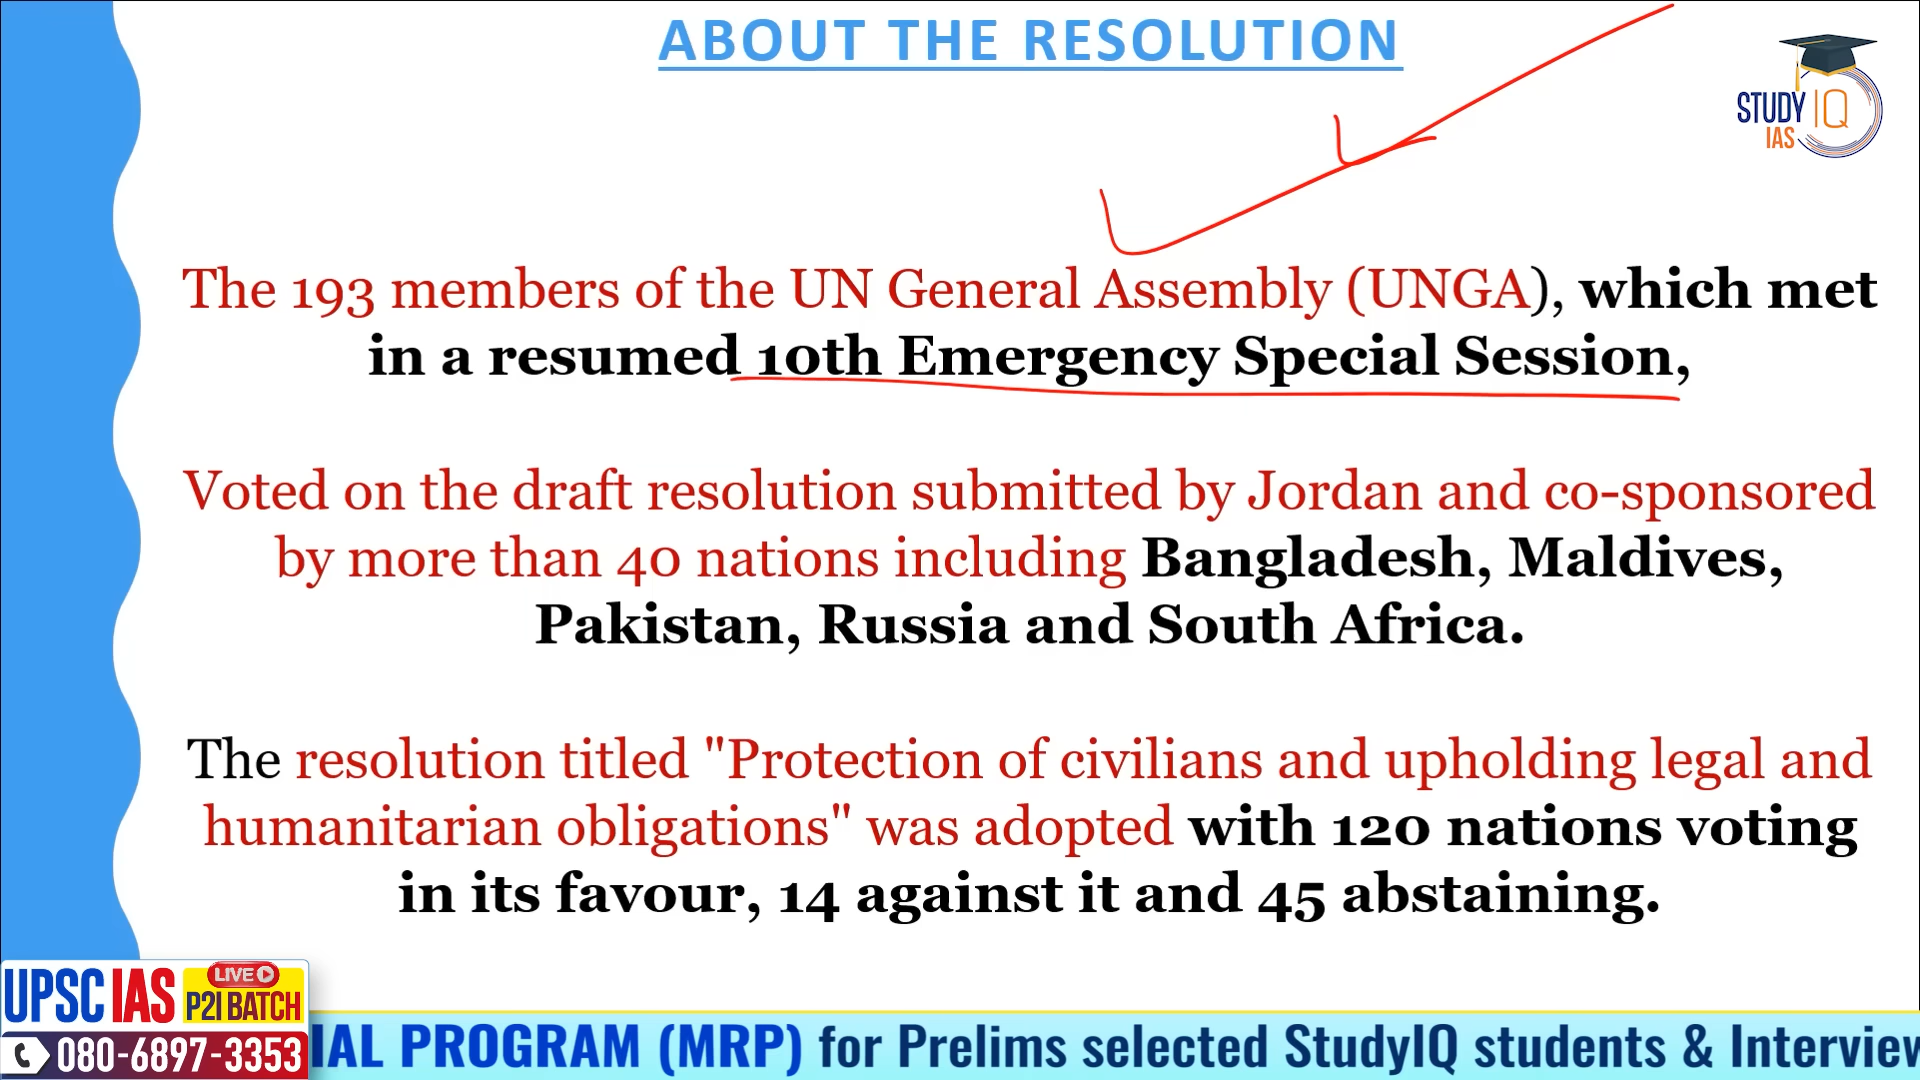 ABOUT THE RESOLUTION
STUDY IQ
IAS
The 193 members of the UN General Assembly (UNGA), which met
in a resumed 10th Emergency Special Session,
Voted on the draft resolution submitted by Jordan and co-sponsored
by more than 40 nations including Bangladesh, Maldives,
Pakistan, Russia and South Africa.
The resolution titled "Protection of civilians and upholding legal and
humanitarian obligations" was adopted with 120 nations voting
in its favour, 14 against it and 45 abstaining.
UPSC IAS LIVE
P2I BATCH
080-6897-3353
IAL PROGRAM (MRP) for Prelims selected StudyIQ students & Interview